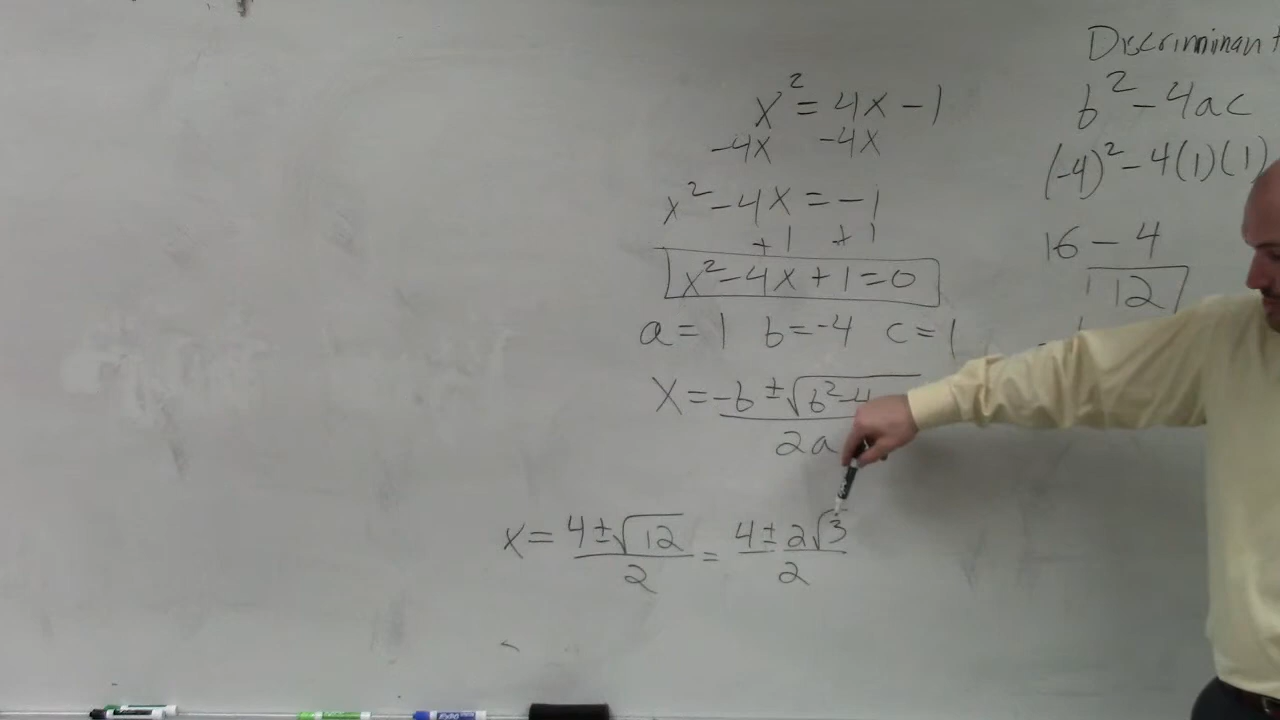 x² = 4x - 1
-4x -4x
x² - 4x = -1
+1 +1
x² - 4x + 1 = 0
a = 1 b = -4 c = 1
X = -b ± √b² - 4
2a
x = 4 ± √12 / 2 = 4 ± 2√3 / 2
Discriminant
b² - 4ac
(-4)² - 4(1)(1)
16 - 4
12